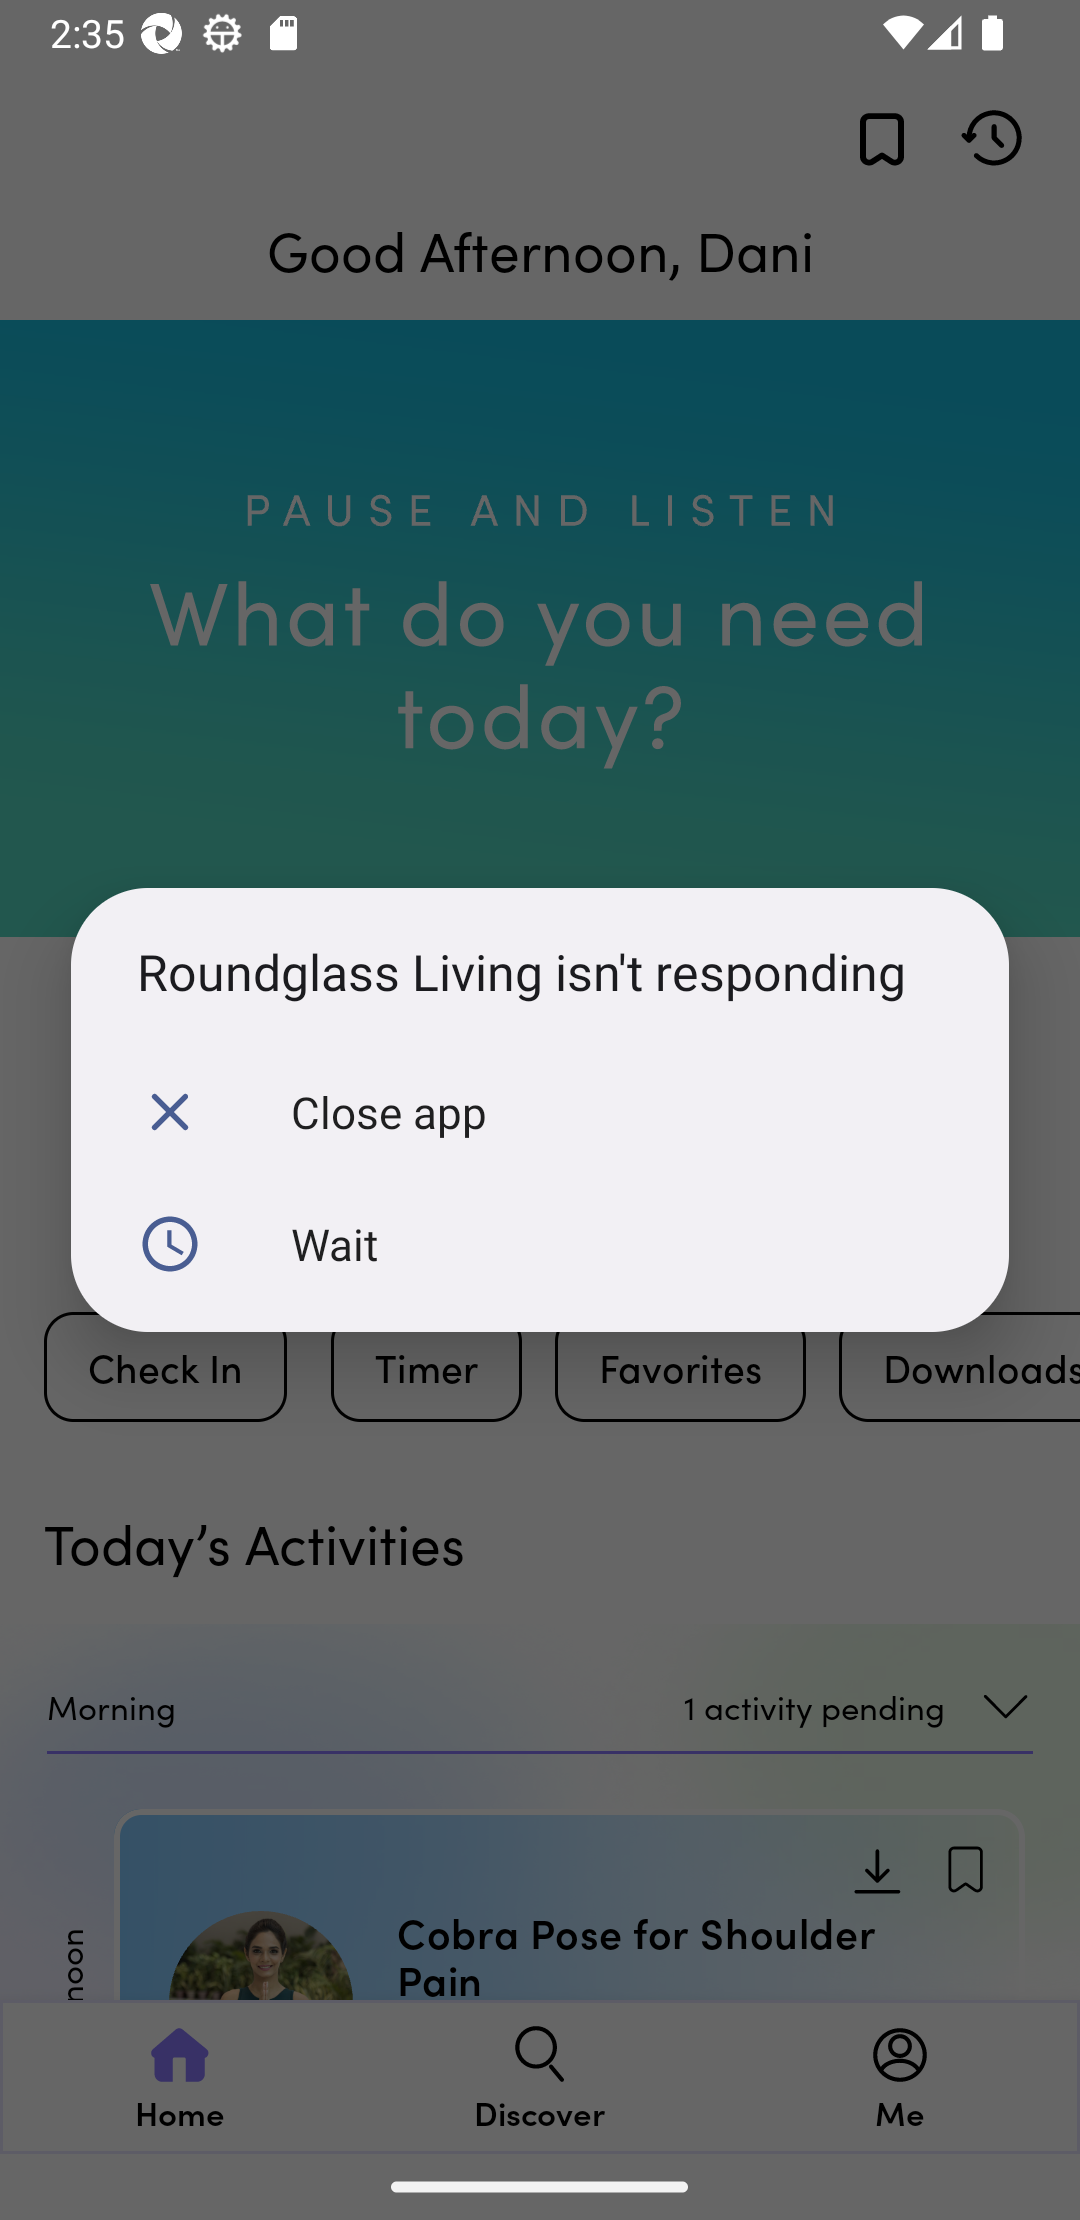 2:35
Good Afternoon, Dani
PAUSE AND LISTEN
What do you need
today?
Roundglass Living isn't responding
Close app
Wait
Check In
Timer
Favorites
Downloads
Today’s Activities
Morning
1 activity pending
noon
Cobra Pose for Shoulder
Pain
Home
Discover
Me